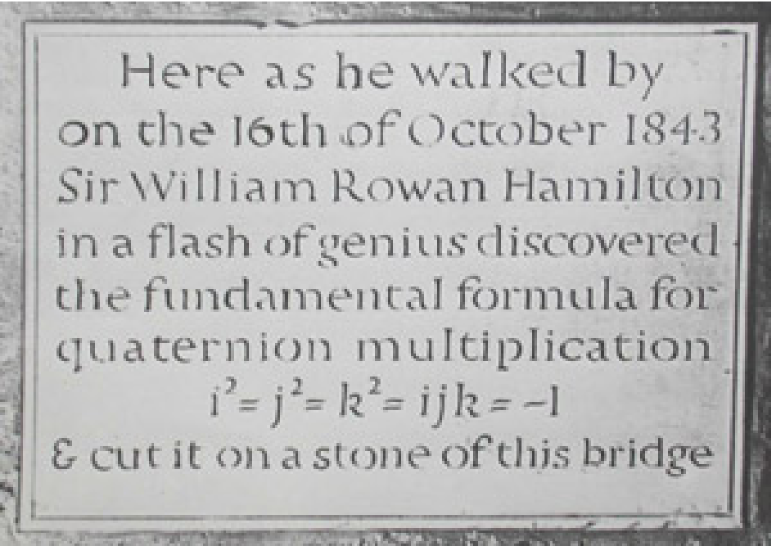 Here as he walked by
on the 16th of October 1843
Sir William Rowan Hamilton
in a flash of genius discovered
the fundamental formula for
quaternion multiplication
i² = j² = k² = ijk = –1
& cut it on a stone of this bridge